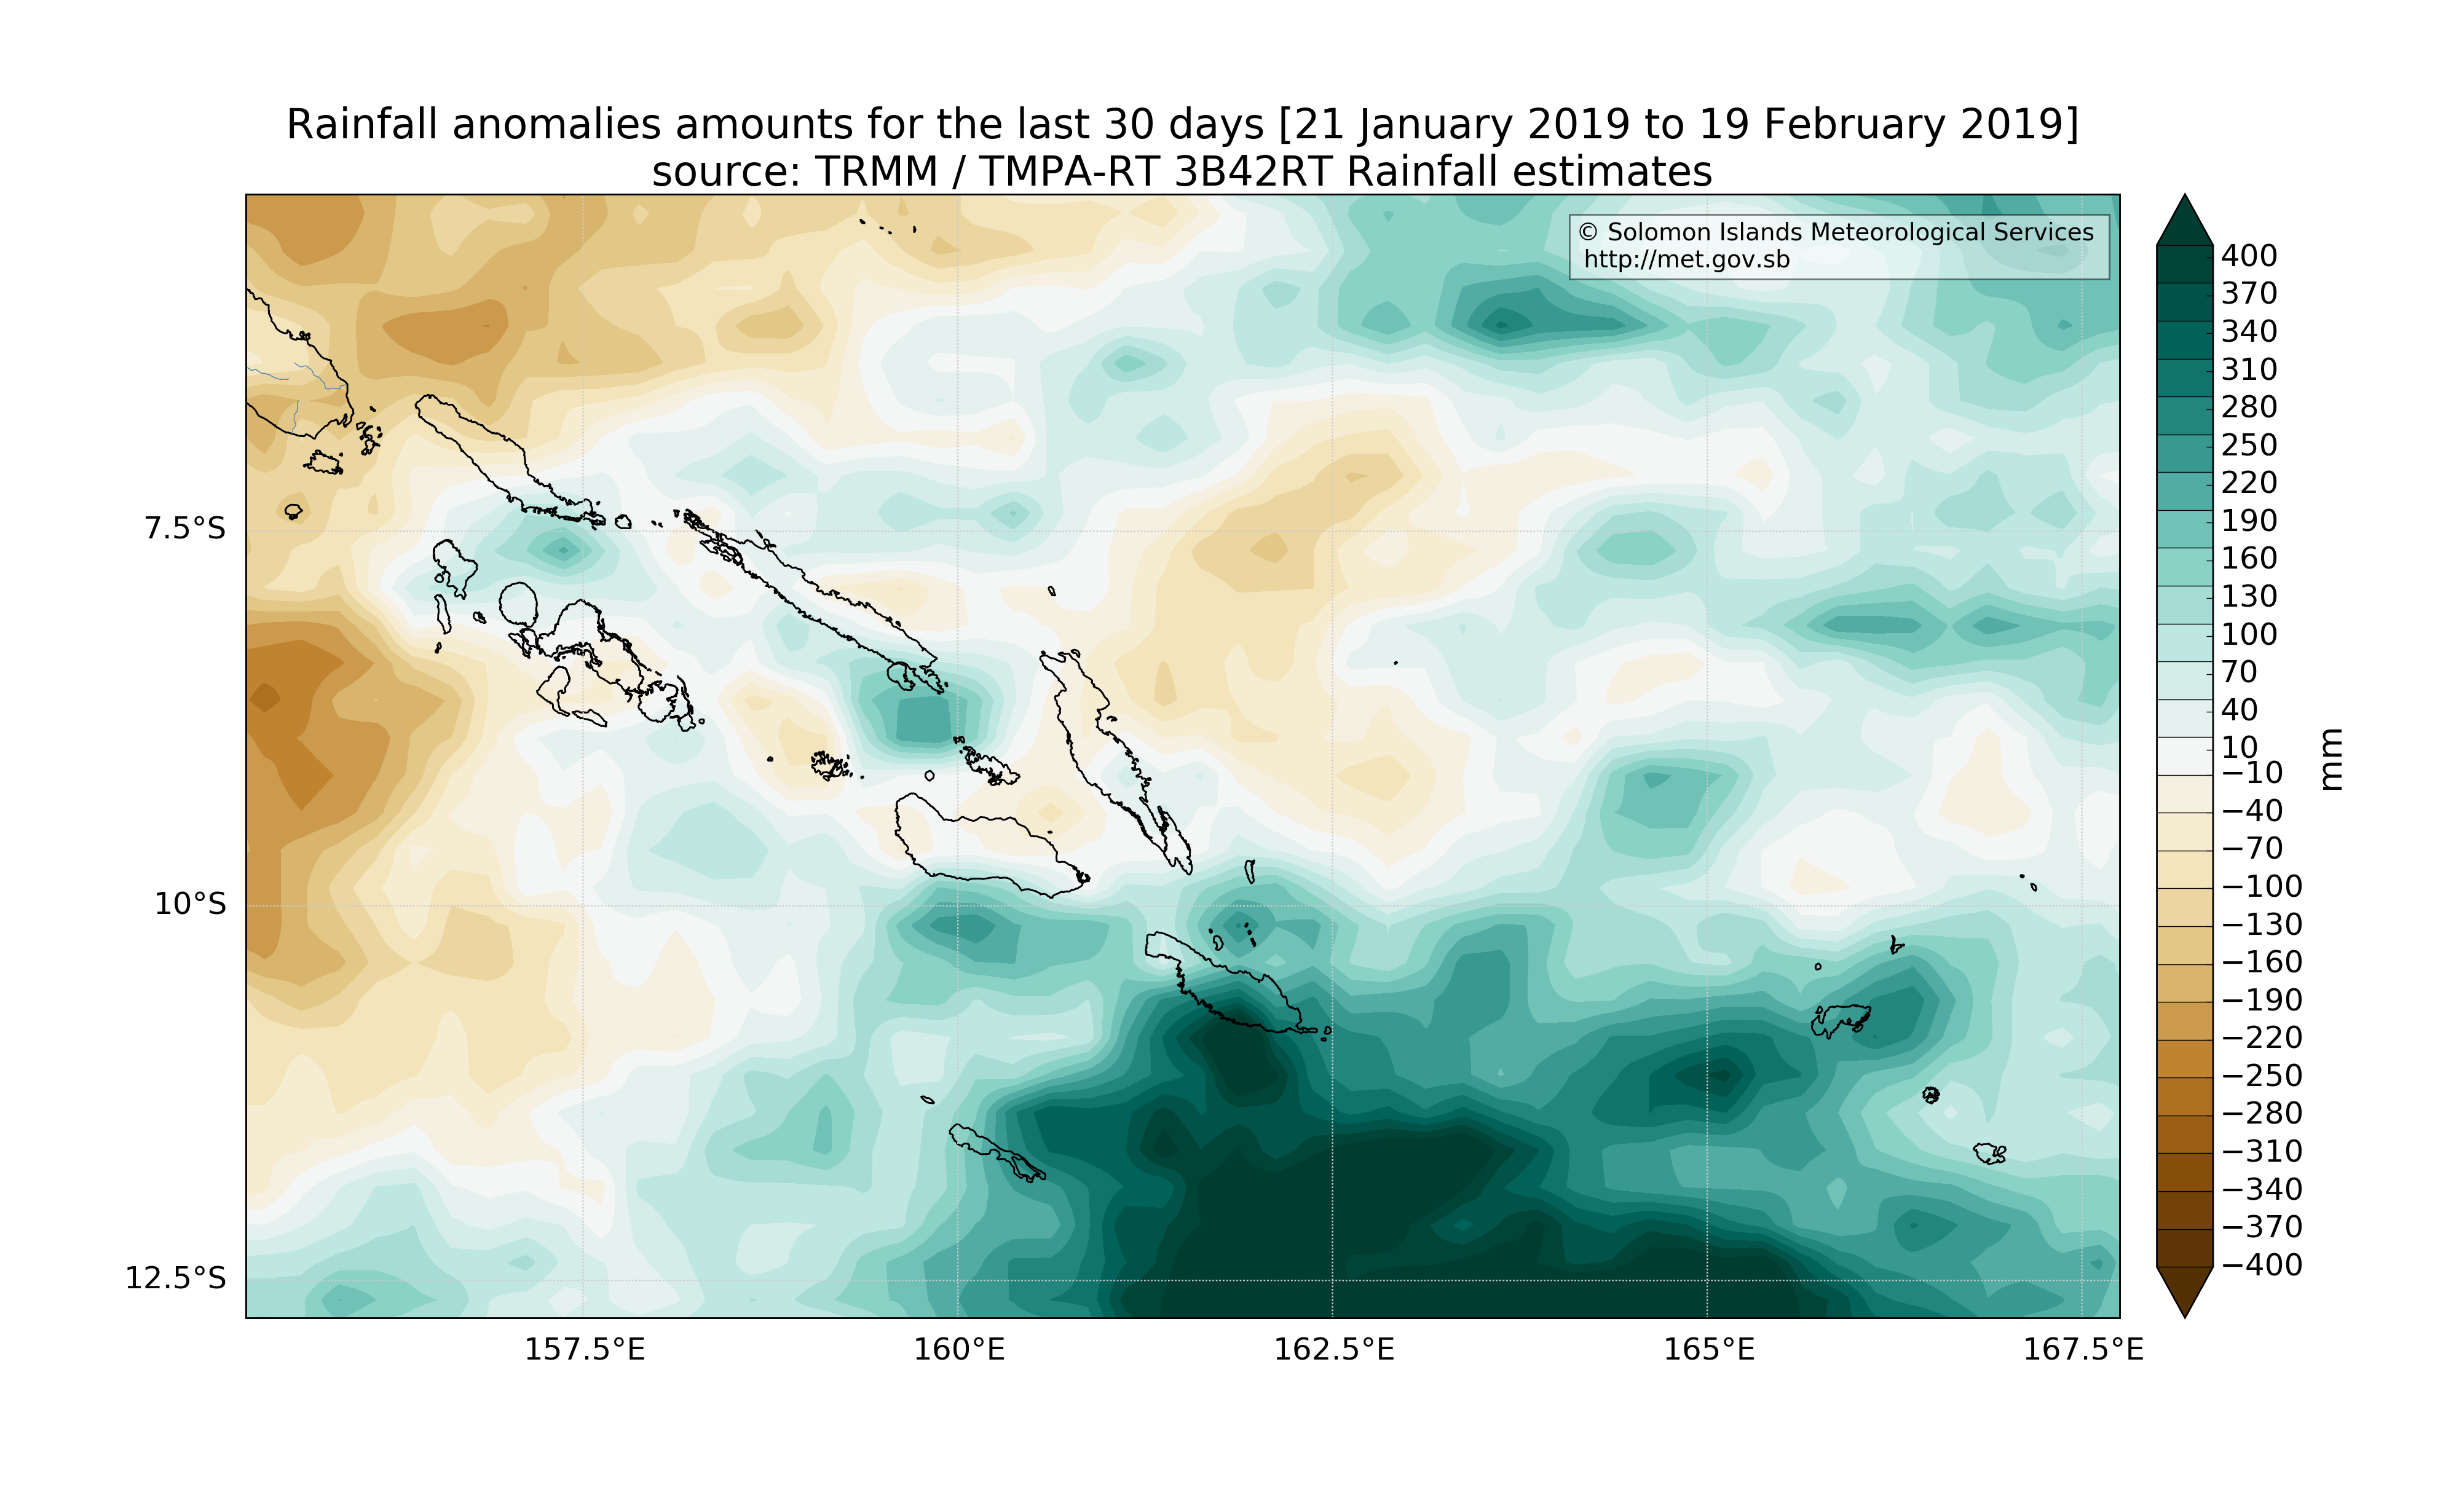 Rainfall anomalies amounts for the last 30 days [21 January 2019 to 19 February 2019]
source: TRMM / TMPA-RT 3B42RT Rainfall estimates
© Solomon Islands Meteorological Services
http://met.gov.sb
7.5°S
10°S
12.5°S
157.5°E
160°E
162.5°E
165°E
167.5°E
400
370
340
310
280
250
220
190
160
130
100
70
40
10
−10
−40
−70
−100
−130
−160
−190
−220
−250
−280
−310
−340
−370
−400
mm